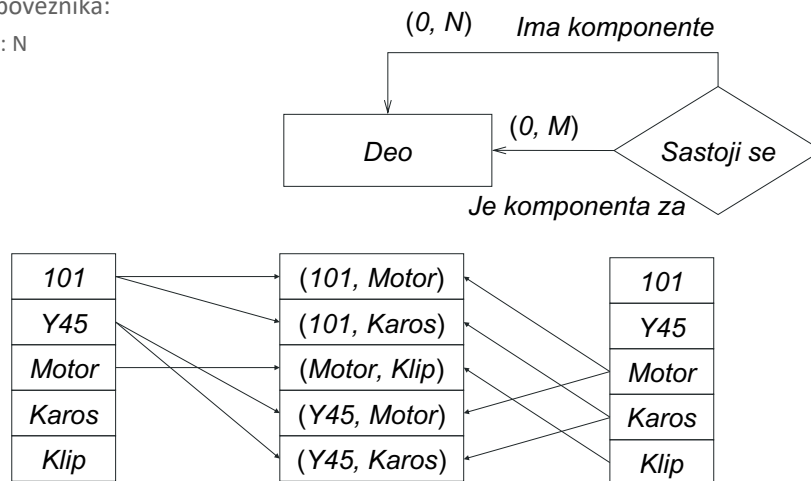 poveznika:
: N
(0, N) Ima komponente
Deo
(0, M)
Sastoji se
Je komponenta za
101
Y45
Motor
Karos
Klip
(101, Motor)
(101, Karos)
(Motor, Klip)
(Y45, Motor)
(Y45, Karos)
101
Y45
Motor
Karos
Klip